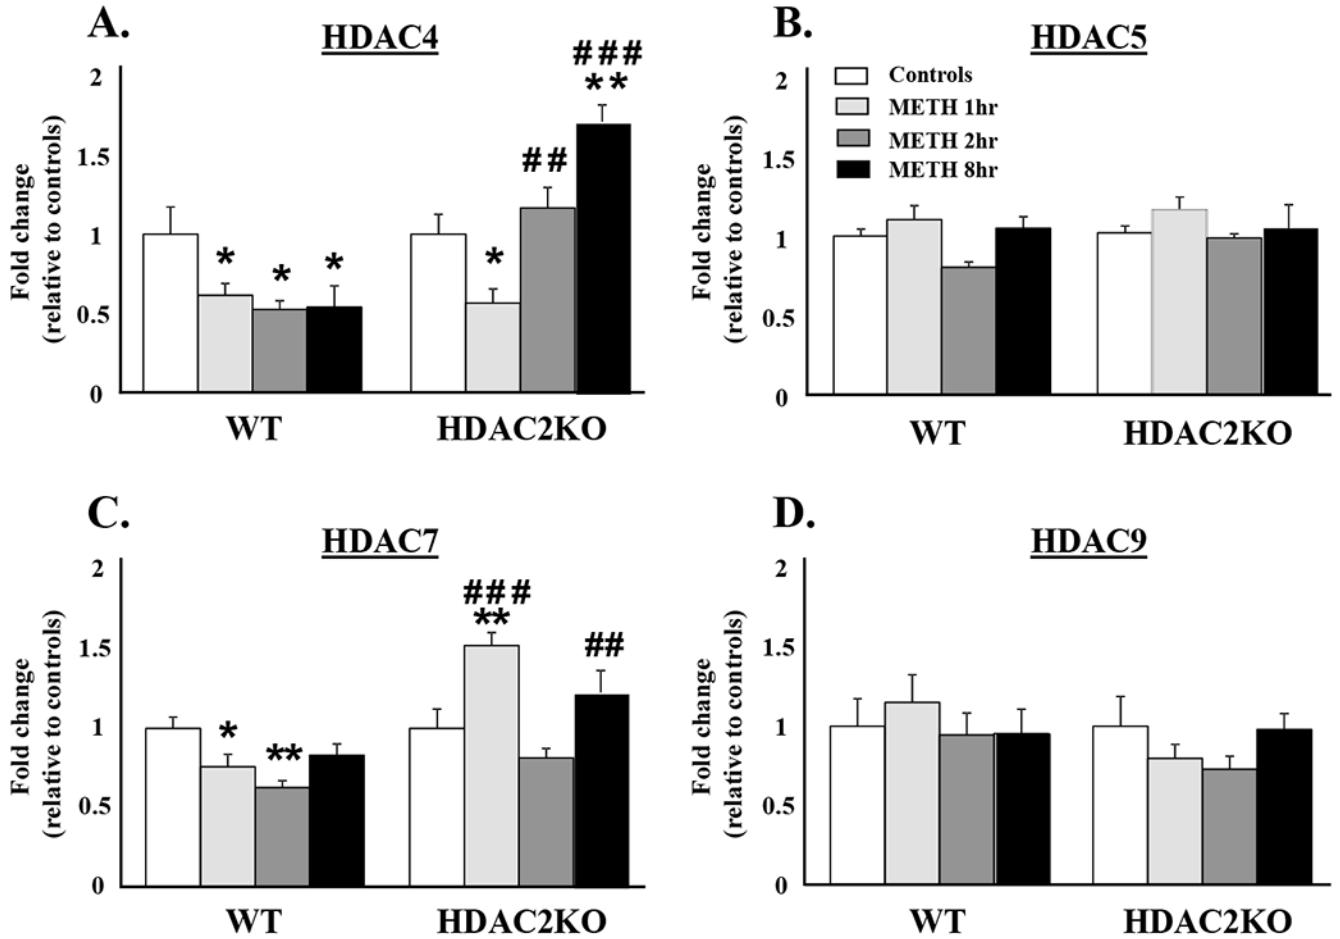 A.
HDAC4
Fold change
(relative to controls)
2
1.5
1
0.5
0
*
*
*
*
##
###
**
WT
HDAC2KO
B.
HDAC5
Controls
METH 1hr
METH 2hr
METH 8hr
Fold change
(relative to controls)
2
1.5
1
0.5
0
WT
HDAC2KO
C.
HDAC7
Fold change
(relative to controls)
2
1.5
1
0.5
0
*
**
###
**
##
WT
HDAC2KO
D.
HDAC9
Fold change
(relative to controls)
2
1.5
1
0.5
0
WT
HDAC2KO